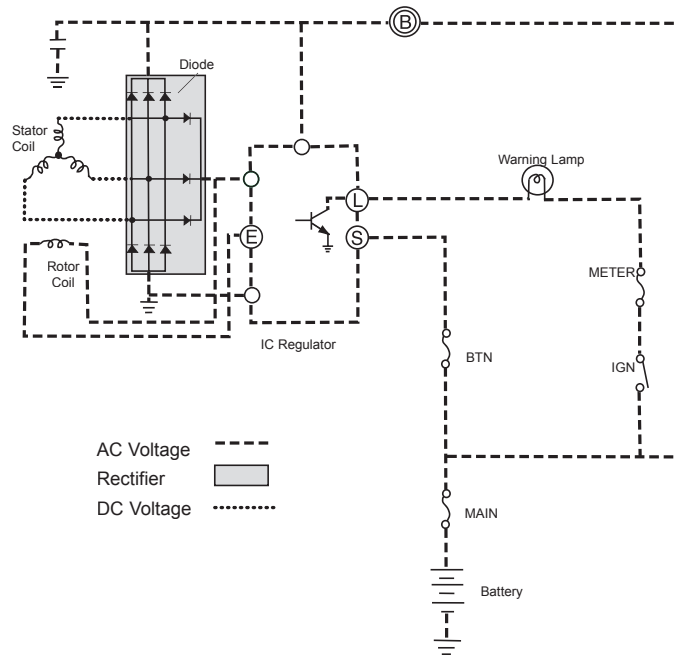 B
Diode
Stator
Coil
Warning Lamp
L
E
S
Rotor
Coil
METER
IC Regulator
BTN
IGN
AC Voltage
Rectifier
DC Voltage
MAIN
Battery